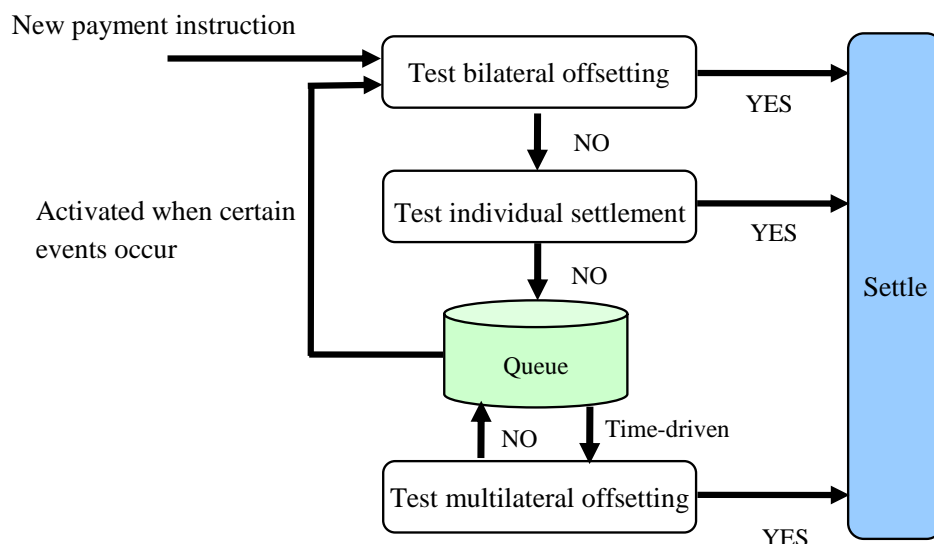 New payment instruction
Test bilateral offsetting
YES
NO
Activated when certain
events occur
Test individual settlement
YES
NO
Settle
Queue
NO
Time-driven
Test multilateral offsetting
YES